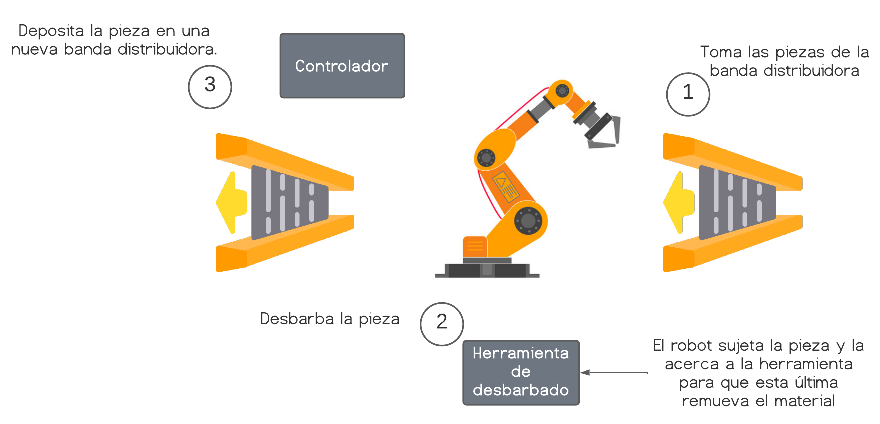 Deposita la pieza en una
nueva banda distribuidora.
3
Controlador
Toma las piezas de la
banda distribuidora
1
Desbarba la pieza
2
Herramienta
de
desbarbado
El robot sujeta la pieza y la
acerca a la herramienta
para que esta última
remueva el material